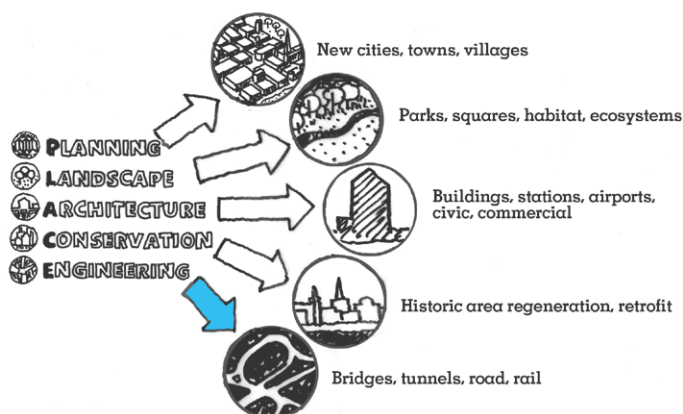 New cities, towns, villages
Parks, squares, habitat, ecosystems
PLANNING
LANDSCAPE
ARCHITECTURE
CONSERVATION
ENGINEERING
Buildings, stations, airports,
civic, commercial
Historic area regeneration, retrofit
Bridges, tunnels, road, rail